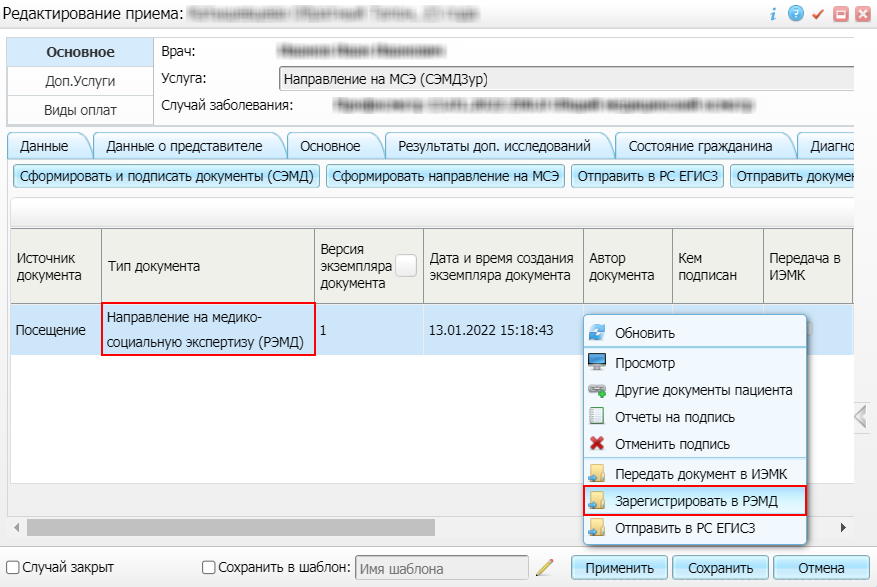 Редактирование приема:
Основное
Доп.Услуги
Виды оплат
Врач:
Услуга: Направление на МСЭ (СЭМДЗур)
Случай заболевания:
Данные Данные о представителе Основное Результаты доп. исследований Состояние гражданина Диагно
Сформировать и подписать документы (СЭМД) Сформировать направление на МСЭ Отправить в РС ЕГИСЗ Отправить докумен
Источник документа
Тип документа
Версия экземпляра документа
Дата и время создания экземпляра документа
Автор документа
Кем подписан
Передача в ИЭМК
Посещение
Направление на медико-
социальную экспертизу (РЭМД)
1
13.01.2022 15:18:43
Обновить
Просмотр
Другие документы пациента
Отчеты на подпись
Отменить подпись
Передать документ в ИЭМК
Зарегистрировать в РЭМД
Отправить в РС ЕГИСЗ
Случай закрыт Сохранить в шаблон: Имя шаблона Применить Сохранить Отмена